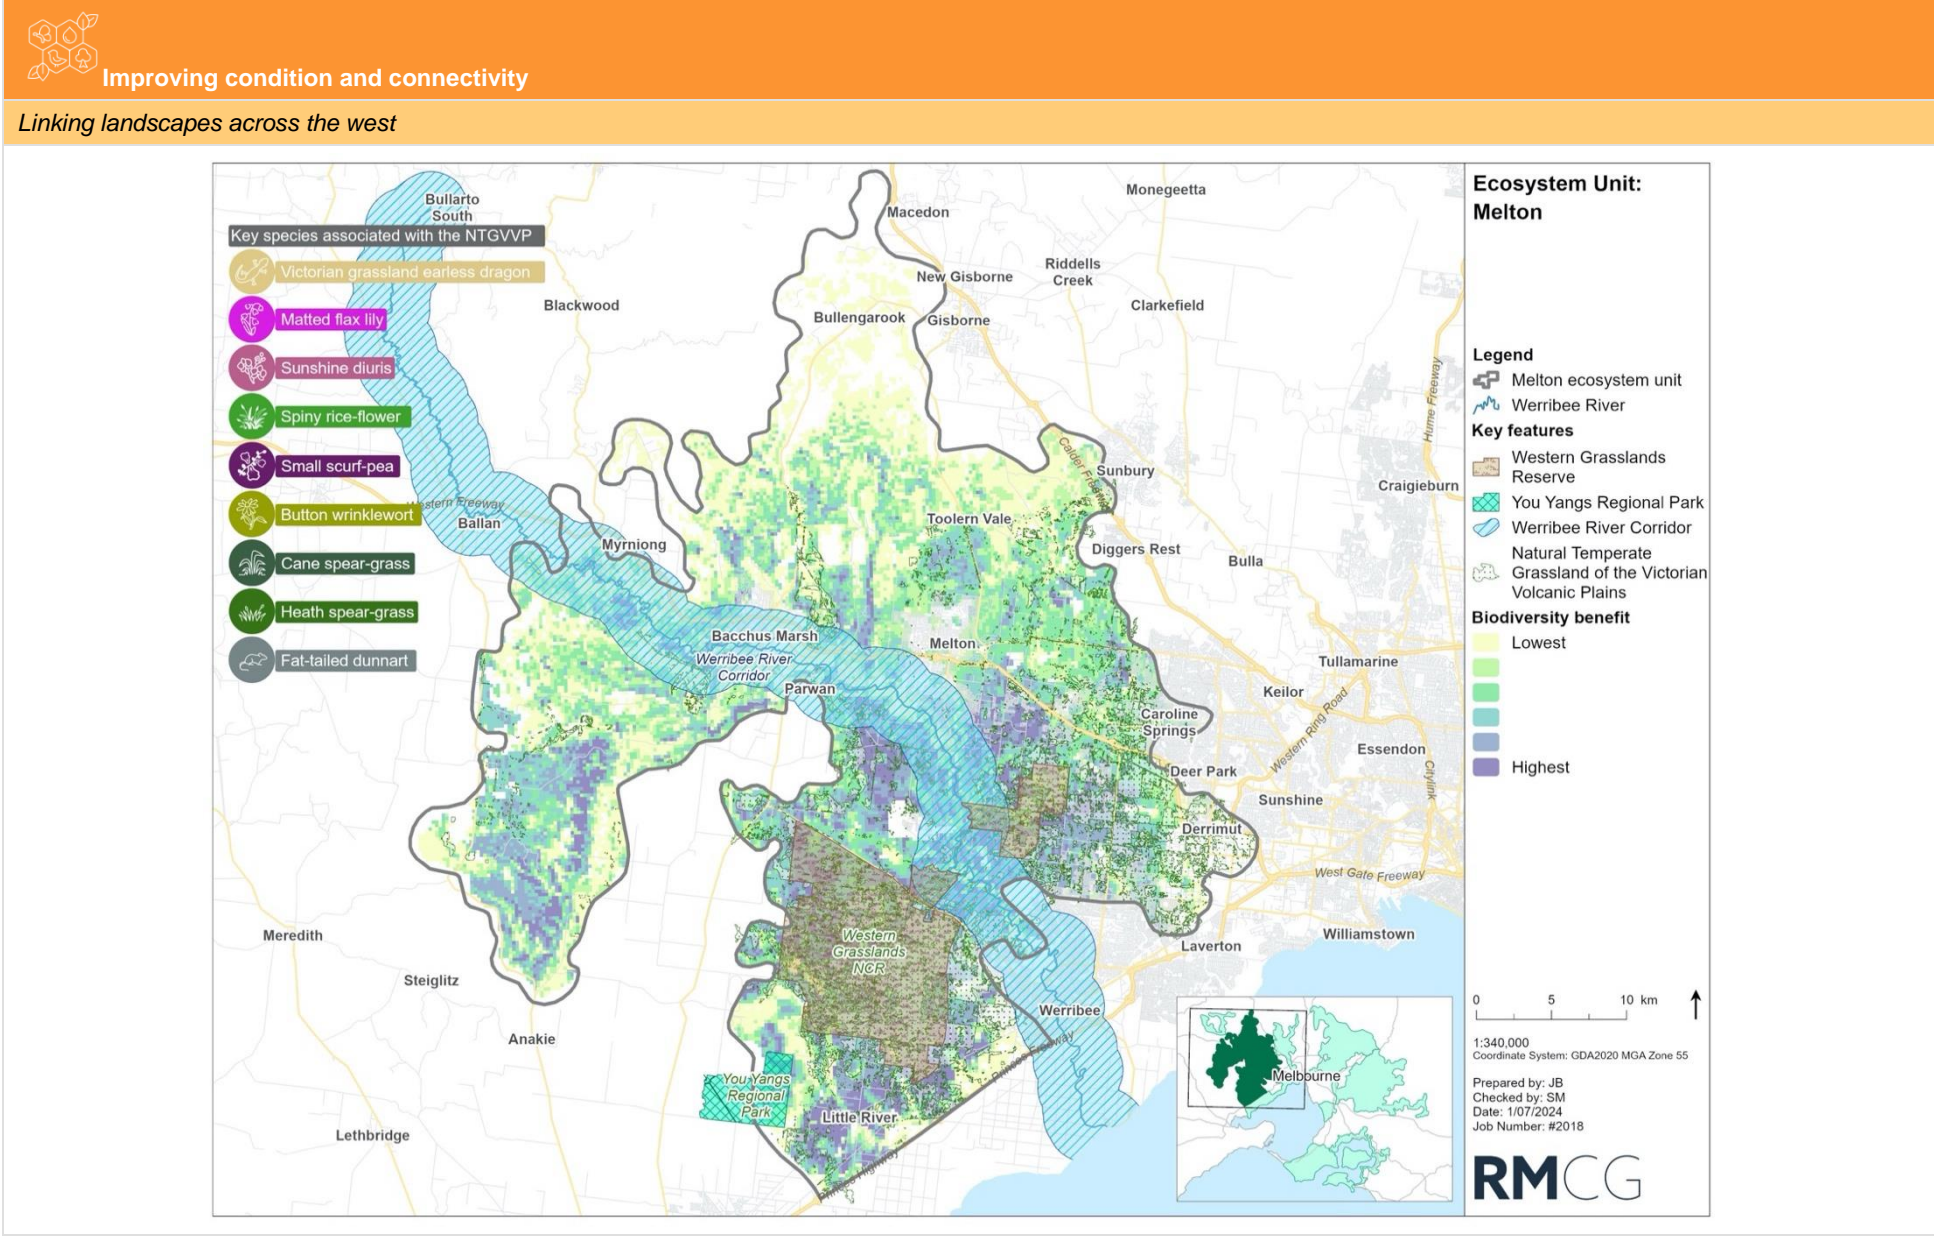 Improving condition and connectivity
Linking landscapes across the west
Bullarto
South
Key species associated with the NTGVVP
Victorian grassland earless dragon
Matted flax lily
Sunshine diuris
Spiny rice-flower
Small scurf-pea
Button wrinklewort
Cane spear-grass
Heath spear-grass
Fat-tailed dunnart
Monegeetta
Macedon
New Gisborne
Riddells
Creek
Blackwood
Bullengarook
Gisborne
Clarkefield
Hume Freeway
Calder Freeway
Sunbury
Craigieburn
Western Freeway
Ballan
Toolern Vale
Myrniong
Diggers Rest
Bulla
Bacchus Marsh
Melton
Werribee River
Corridor
Tullamarine
Parwan
Keilor
Caroline
Springs
Western Ring Road
Essendon
Citylink
Deer Park
Sunshine
Derrimut
West Gate Freeway
Meredith
Western
Grasslands
NCR
Laverton
Williamstown
Steiglitz
Anakie
Werribee
Princes Freeway
You Yangs
Regional
Park
Little River
Lethbridge
Princes Highway
Melbourne
Ecosystem Unit:
Melton
Legend
Melton ecosystem unit
Werribee River
Key features
Western Grasslands
Reserve
You Yangs Regional Park
Werribee River Corridor
Natural Temperate
Grassland of the Victorian
Volcanic Plains
Biodiversity benefit
Lowest
Highest
0 5 10 km
1:340,000
Coordinate System: GDA2020 MGA Zone 55
Prepared by: JB
Checked by: SM
Date: 1/07/2024
Job Number: #2018
RMCG